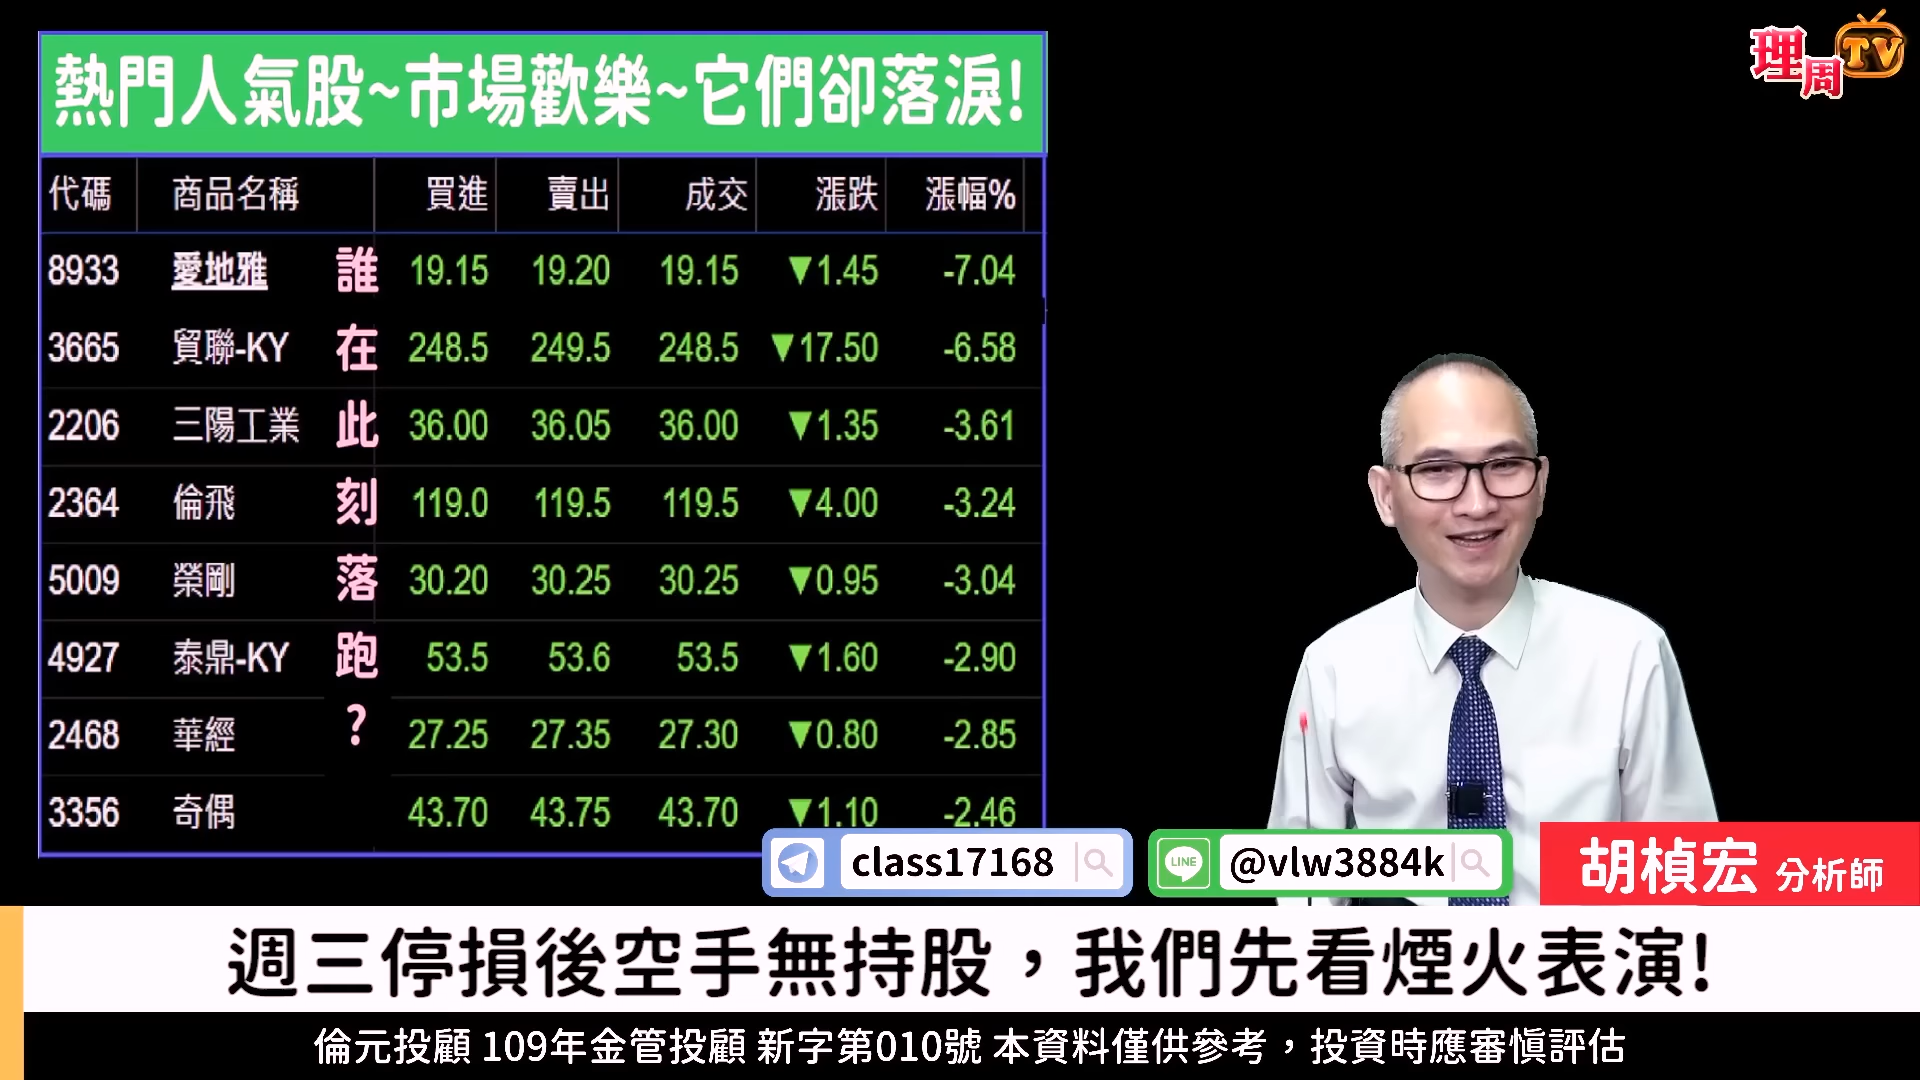 熱門人氣股~市場歡樂~它們卻落淚!
理周TV
代碼 商品名稱 買進 賣出 成交 漲跌 漲幅%
8933 愛地雅 誰 19.15 19.20 19.15 ▼1.45 -7.04
3665 貿聯-KY 在 248.5 249.5 248.5 ▼17.50 -6.58
2206 三陽工業 此 36.00 36.05 36.00 ▼1.35 -3.61
2364 倫飛 刻 119.0 119.5 119.5 ▼4.00 -3.24
5009 榮剛 落 30.20 30.25 30.25 ▼0.95 -3.04
4927 泰鼎-KY 跑 53.5 53.6 53.5 ▼1.60 -2.90
2468 華經 ? 27.25 27.35 27.30 ▼0.80 -2.85
3356 奇偶 43.70 43.75 43.70 ▼1.10 -2.46
class17168
LINE @vlw3884k
胡楨宏 分析師
週三停損後空手無持股，我們先看煙火表演!
倫元投顧 109年金管投顧 新字第010號 本資料僅供參考，投資時應審慎評估